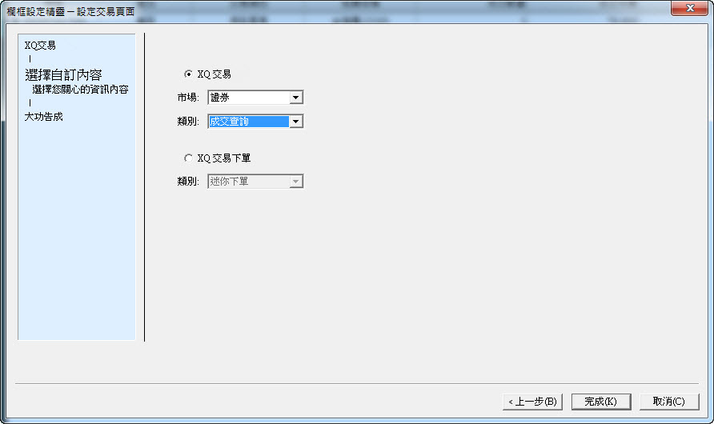 欄框設定精靈 － 設定交易頁面
XQ交易
選擇自訂內容
選擇您關心的資訊內容
大功告成
XQ 交易
市場: 證券
類別: 成交查詢
XQ 交易下單
類別: 迷你下單
<上一步(B)
完成(K)
取消(C)